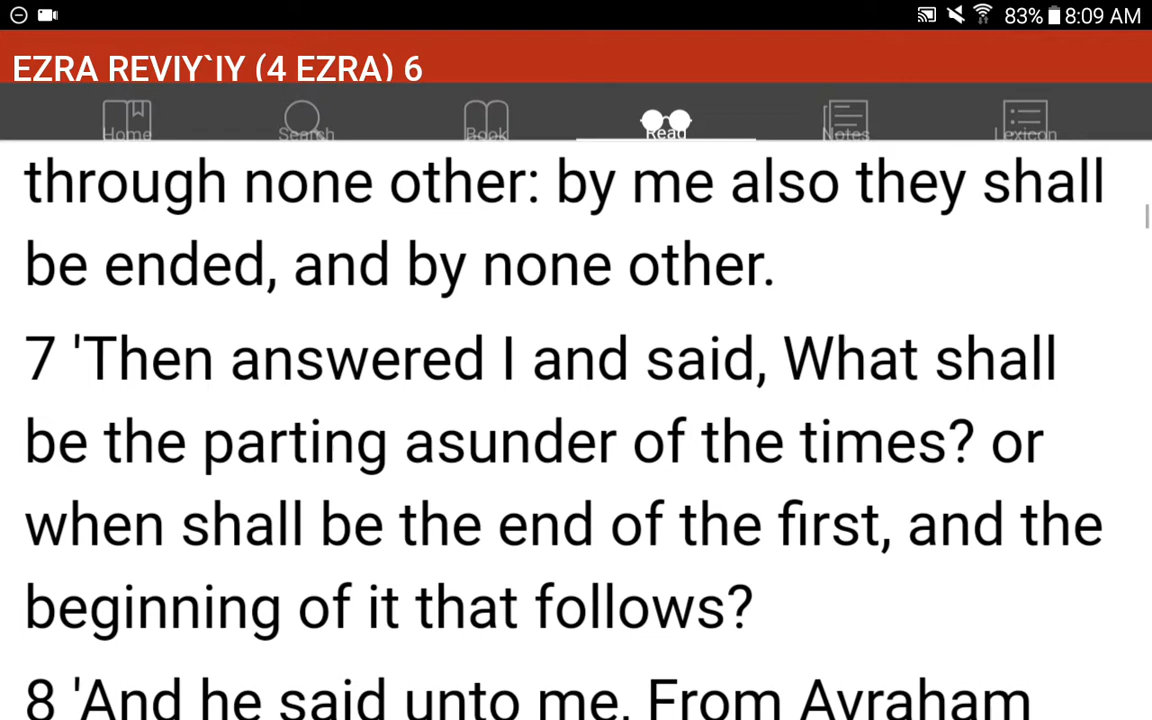 83% 8:09 AM
EZRA REVIY`IY (4 EZRA) 6
Home Search Book Read Notes Lexicon
through none other: by me also they shall
be ended, and by none other.
7 'Then answered I and said, What shall
be the parting asunder of the times? or
when shall be the end of the first, and the
beginning of it that follows?
8 'And he said unto me, From Avraham